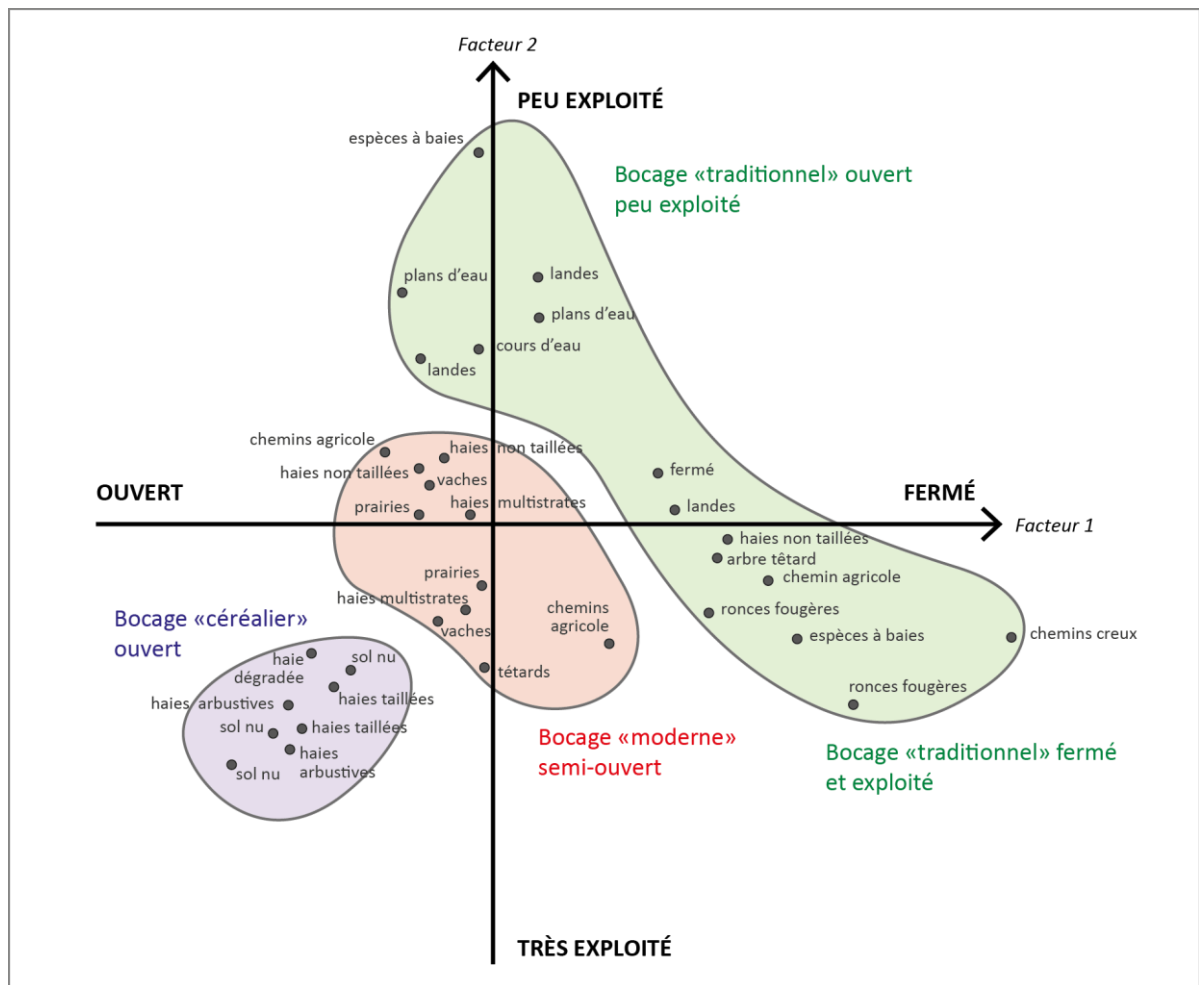 Facteur 2
PEU EXPLOITÉ
espèces à baies
Bocage «traditionnel» ouvert
peu exploité
plans d’eau
landes
plans d’eau
cours d’eau
landes
chemins agricole
haies non taillées
haies non taillées
vaches
fermé
OUVERT
FERMÉ
prairies
haies multistrates
landes
Facteur 1
haies non taillées
arbre têtard
prairies
chemin agricole
haies multistrates
chemins
agricole
ronces fougères
Bocage «céréalier»
ouvert
vaches
espèces à baies
chemins creux
haie
dégradée
sol nu
tétards
ronces fougères
haies arbustives
haies taillées
sol nu
haies taillées
Bocage «moderne»
semi-ouvert
Bocage «traditionnel» fermé
et exploité
haies
arbustives
sol nu
TRÈS EXPLOITÉ